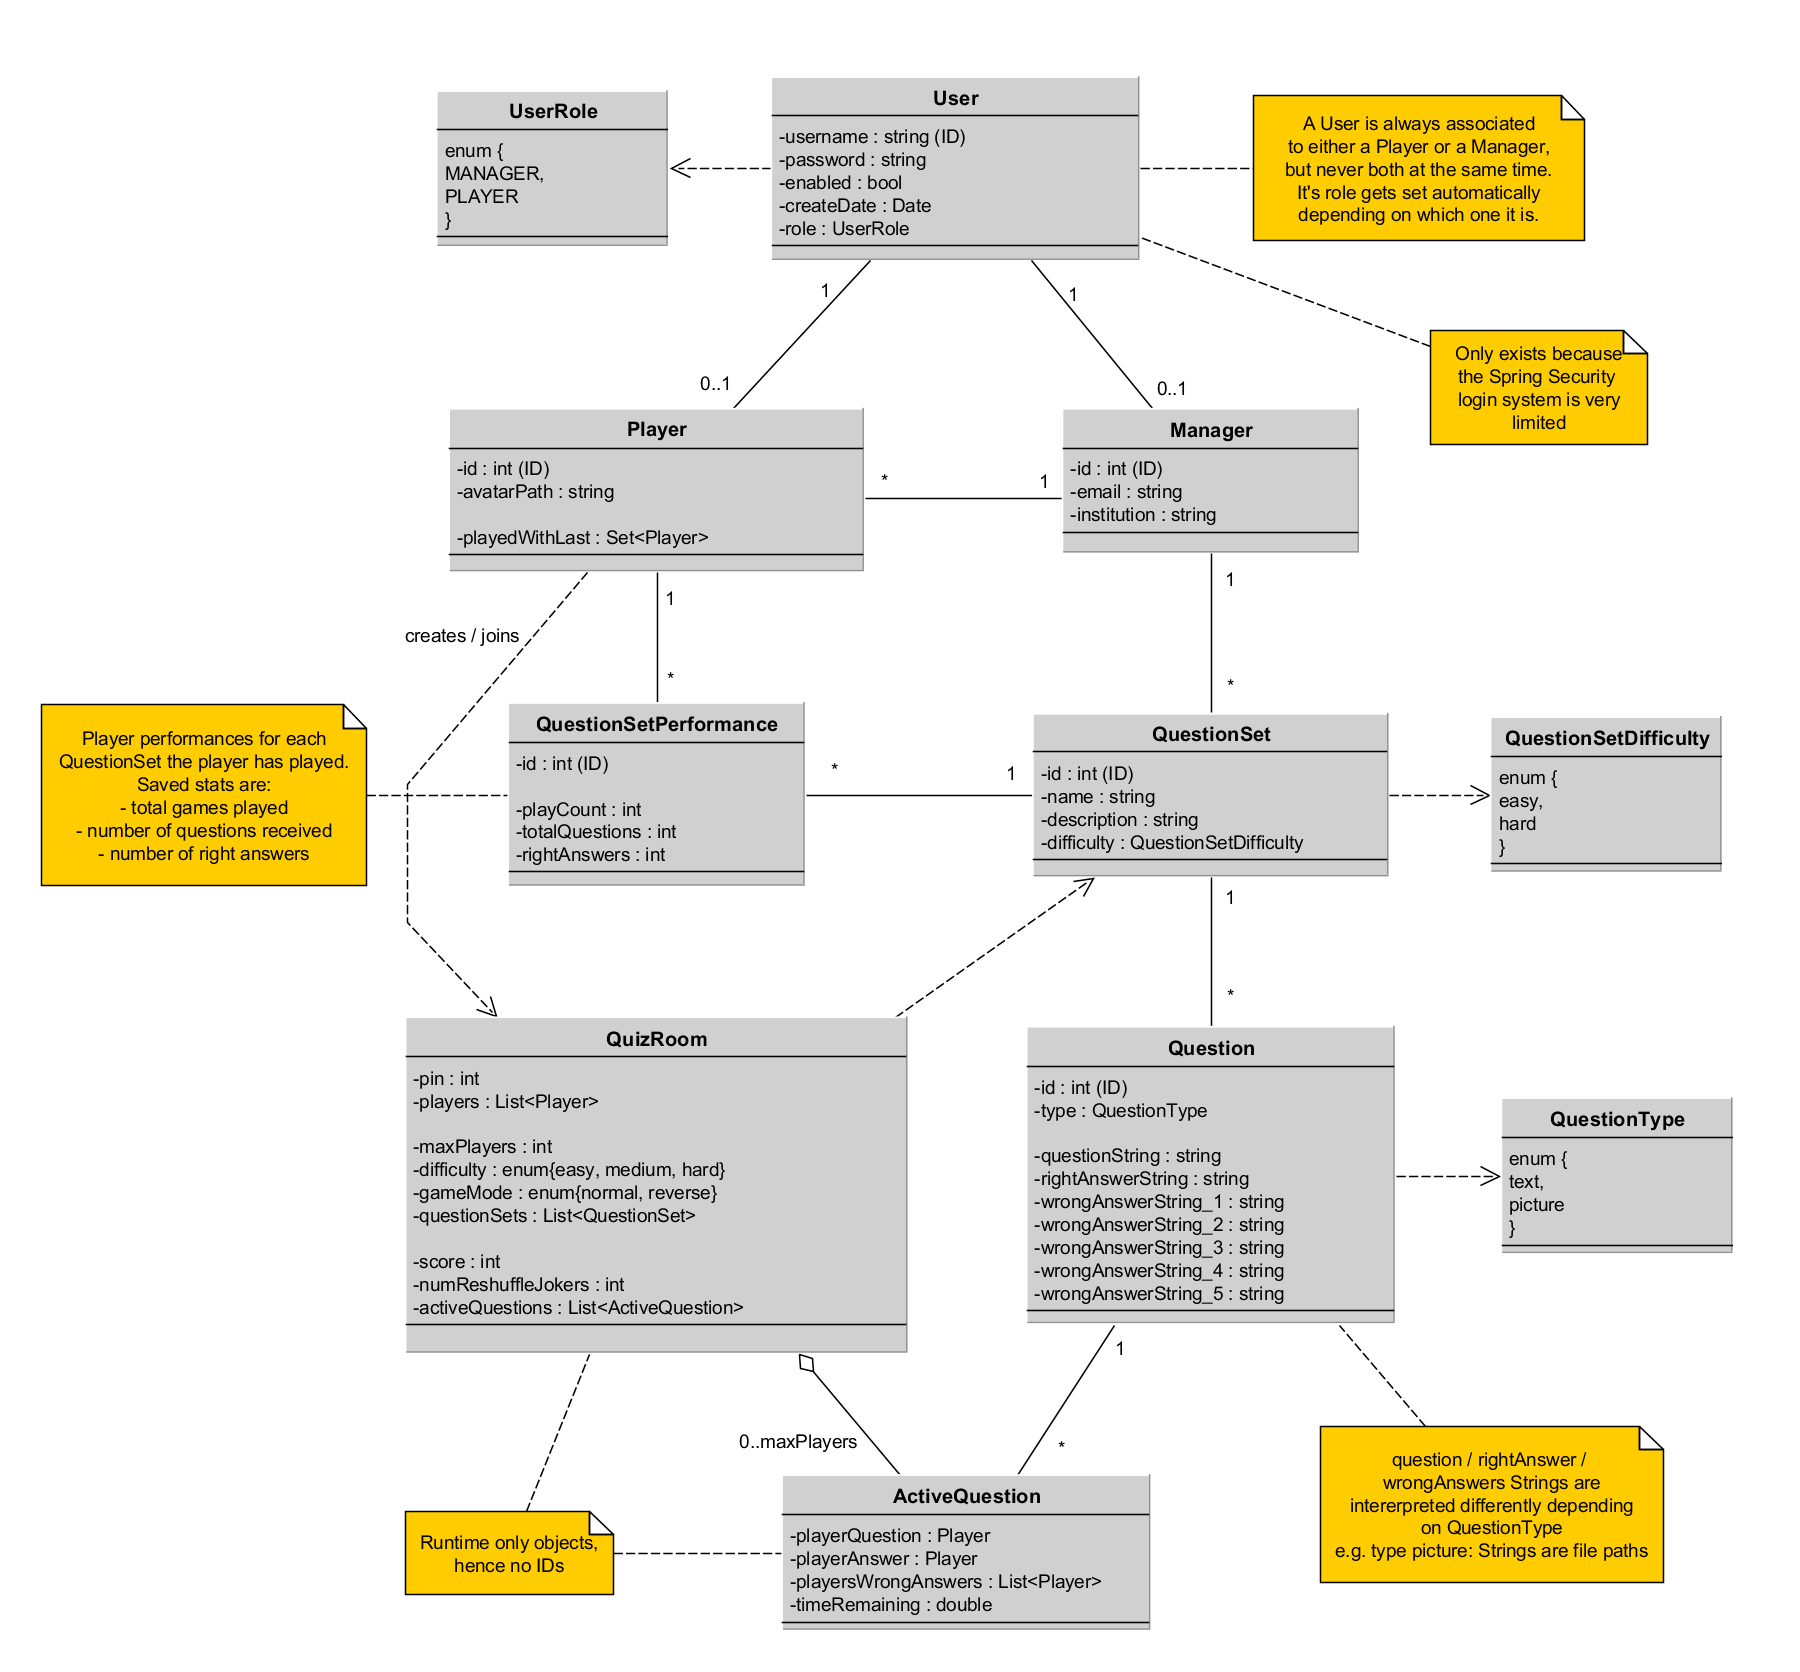 UserRole
enum {
MANAGER,
PLAYER
}
User
-username : string (ID)
-password : string
-enabled : bool
-createDate : Date
-role : UserRole
A User is always associated
to either a Player or a Manager,
but never both at the same time.
It's role gets set automatically
depending on which one it is.
Only exists because
the Spring Security
login system is very
limited
1
1
0..1
0..1
Player
-id : int (ID)
-avatarPath : string
-playedWithLast : Set<Player>
*
1
Manager
-id : int (ID)
-email : string
-institution : string
creates / joins
1
*
1
*
Player performances for each
QuestionSet the player has played.
Saved stats are:
- total games played
- number of questions received
- number of right answers
QuestionSetPerformance
-id : int (ID)
-playCount : int
-totalQuestions : int
-rightAnswers : int
*
1
QuestionSet
-id : int (ID)
-name : string
-description : string
-difficulty : QuestionSetDifficulty
QuestionSetDifficulty
enum {
easy,
hard
}
1
*
QuizRoom
-pin : int
-players : List<Player>
-maxPlayers : int
-difficulty : enum{easy, medium, hard}
-gameMode : enum{normal, reverse}
-questionSets : List<QuestionSet>
-score : int
-numReshuffleJokers : int
-activeQuestions : List<ActiveQuestion>
Question
-id : int (ID)
-type : QuestionType
-questionString : string
-rightAnswerString : string
-wrongAnswerString_1 : string
-wrongAnswerString_2 : string
-wrongAnswerString_3 : string
-wrongAnswerString_4 : string
-wrongAnswerString_5 : string
QuestionType
enum {
text,
picture
}
0..maxPlayers
1
*
Runtime only objects,
hence no IDs
ActiveQuestion
-playerQuestion : Player
-playerAnswer : Player
-playersWrongAnswers : List<Player>
-timeRemaining : double
question / rightAnswer /
wrongAnswers Strings are
intererpreted differently depending
on QuestionType
e.g. type picture: Strings are file paths